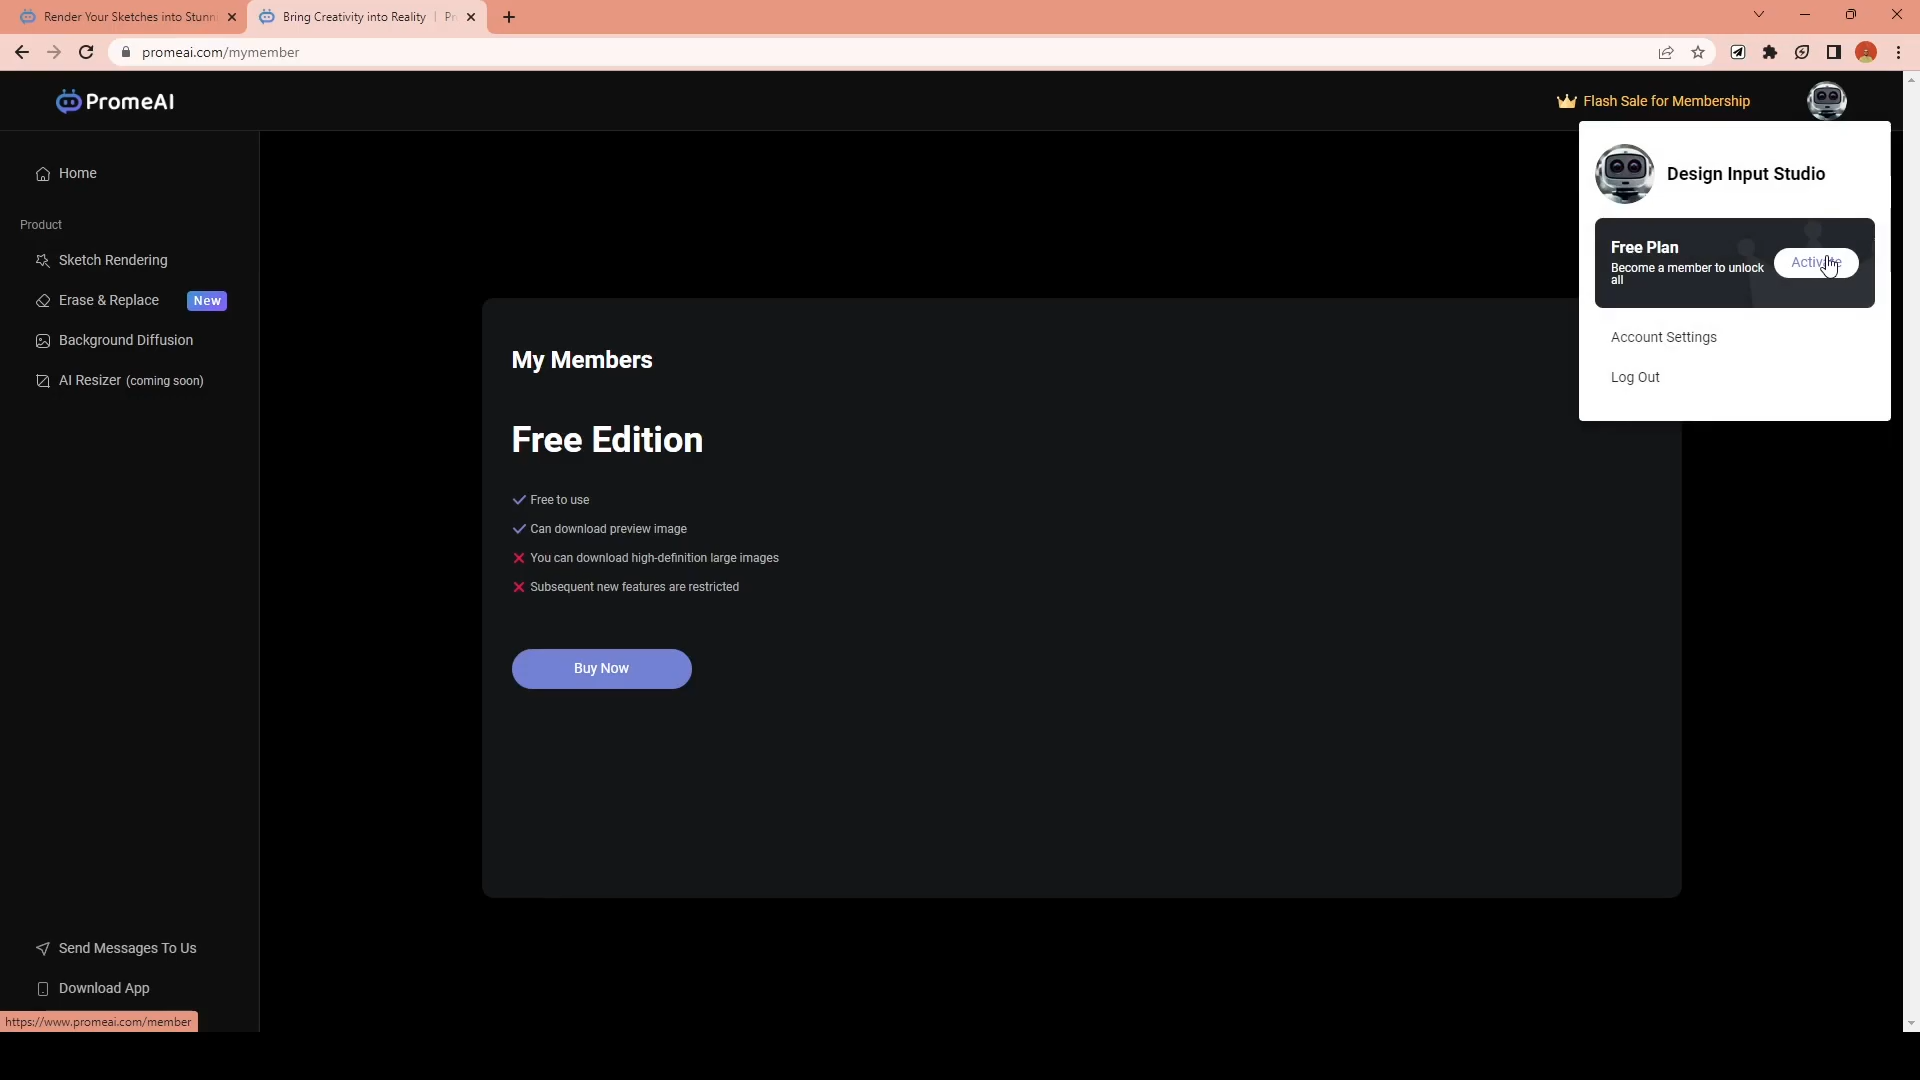 Render Your Sketches into Stunn
Bring Creativity into Reality | Pr
promeai.com/mymember
PromeAI
Flash Sale for Membership
Home
Product
Sketch Rendering
Erase & Replace New
Background Diffusion
AI Resizer (coming soon)
Design Input Studio
Free Plan
Become a member to unlock
all
Activate
Account Settings
Log Out
My Members
Free Edition
Free to use
Can download preview image
You can download high-definition large images
Subsequent new features are restricted
Buy Now
Send Messages To Us
Download App
https://www.promeai.com/member